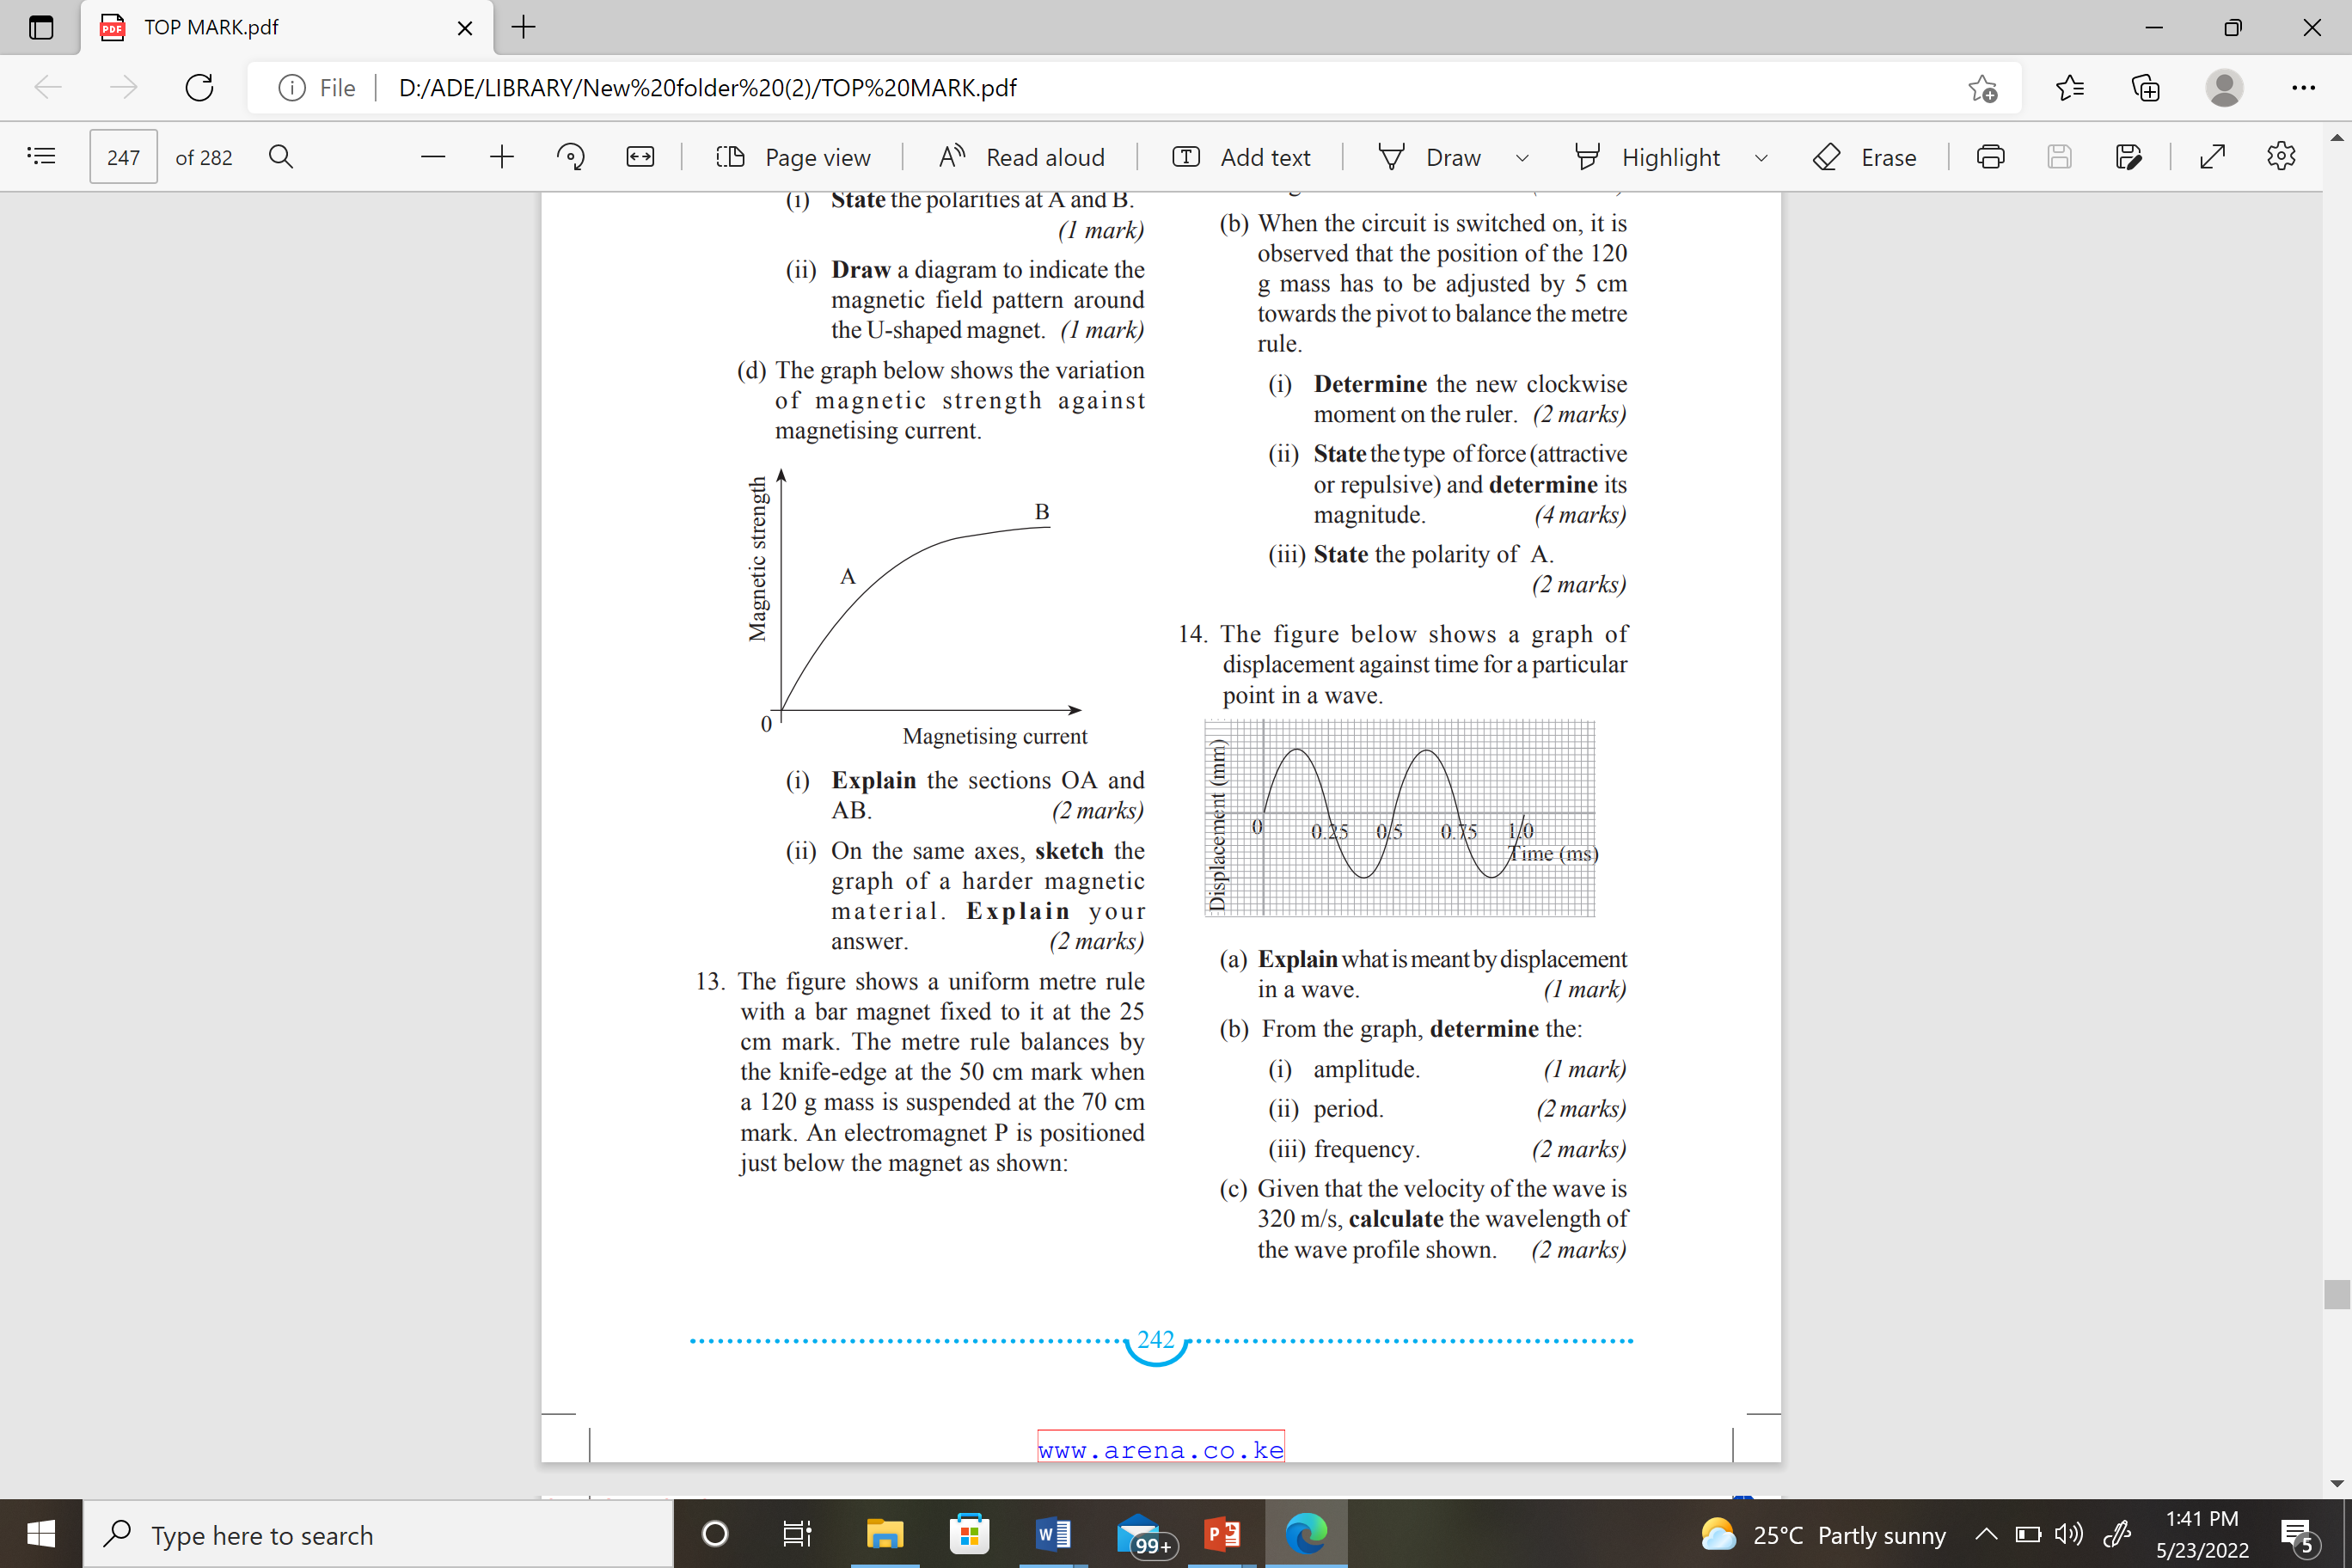 TOP MARK.pdf
File
D:/ADE/LIBRARY/New%20folder%20(2)/TOP%20MARK.pdf
247 of 282
Page view
Read aloud
Add text
Draw
Highlight
Erase
(i) State the polarities at A and B.
(1 mark)
(ii) Draw a diagram to indicate the
magnetic field pattern around
the U-shaped magnet. (1 mark)
(d) The graph below shows the variation
of magnetic strength against
magnetising current.
Magnetic strength
B
A
0
Magnetising current
(i) Explain the sections OA and
AB. (2 marks)
(ii) On the same axes, sketch the
graph of a harder magnetic
material. Explain your
answer. (2 marks)
13. The figure shows a uniform metre rule
with a bar magnet fixed to it at the 25
cm mark. The metre rule balances by
the knife-edge at the 50 cm mark when
a 120 g mass is suspended at the 70 cm
mark. An electromagnet P is positioned
just below the magnet as shown:
(b) When the circuit is switched on, it is
observed that the position of the 120
g mass has to be adjusted by 5 cm
towards the pivot to balance the metre
rule.
(i) Determine the new clockwise
moment on the ruler. (2 marks)
(ii) State the type of force (attractive
or repulsive) and determine its
magnitude. (4 marks)
(iii) State the polarity of A.
(2 marks)
14. The figure below shows a graph of
displacement against time for a particular
point in a wave.
Displacement (mm)
0 0.25 0.5 0.75 1.0
Time (ms)
(a) Explain what is meant by displacement
in a wave. (1 mark)
(b) From the graph, determine the:
(i) amplitude. (1 mark)
(ii) period. (2 marks)
(iii) frequency. (2 marks)
(c) Given that the velocity of the wave is
320 m/s, calculate the wavelength of
the wave profile shown. (2 marks)
242
www.arena.co.ke
Type here to search
99+
25°C Partly sunny
1:41 PM
5/23/2022
5